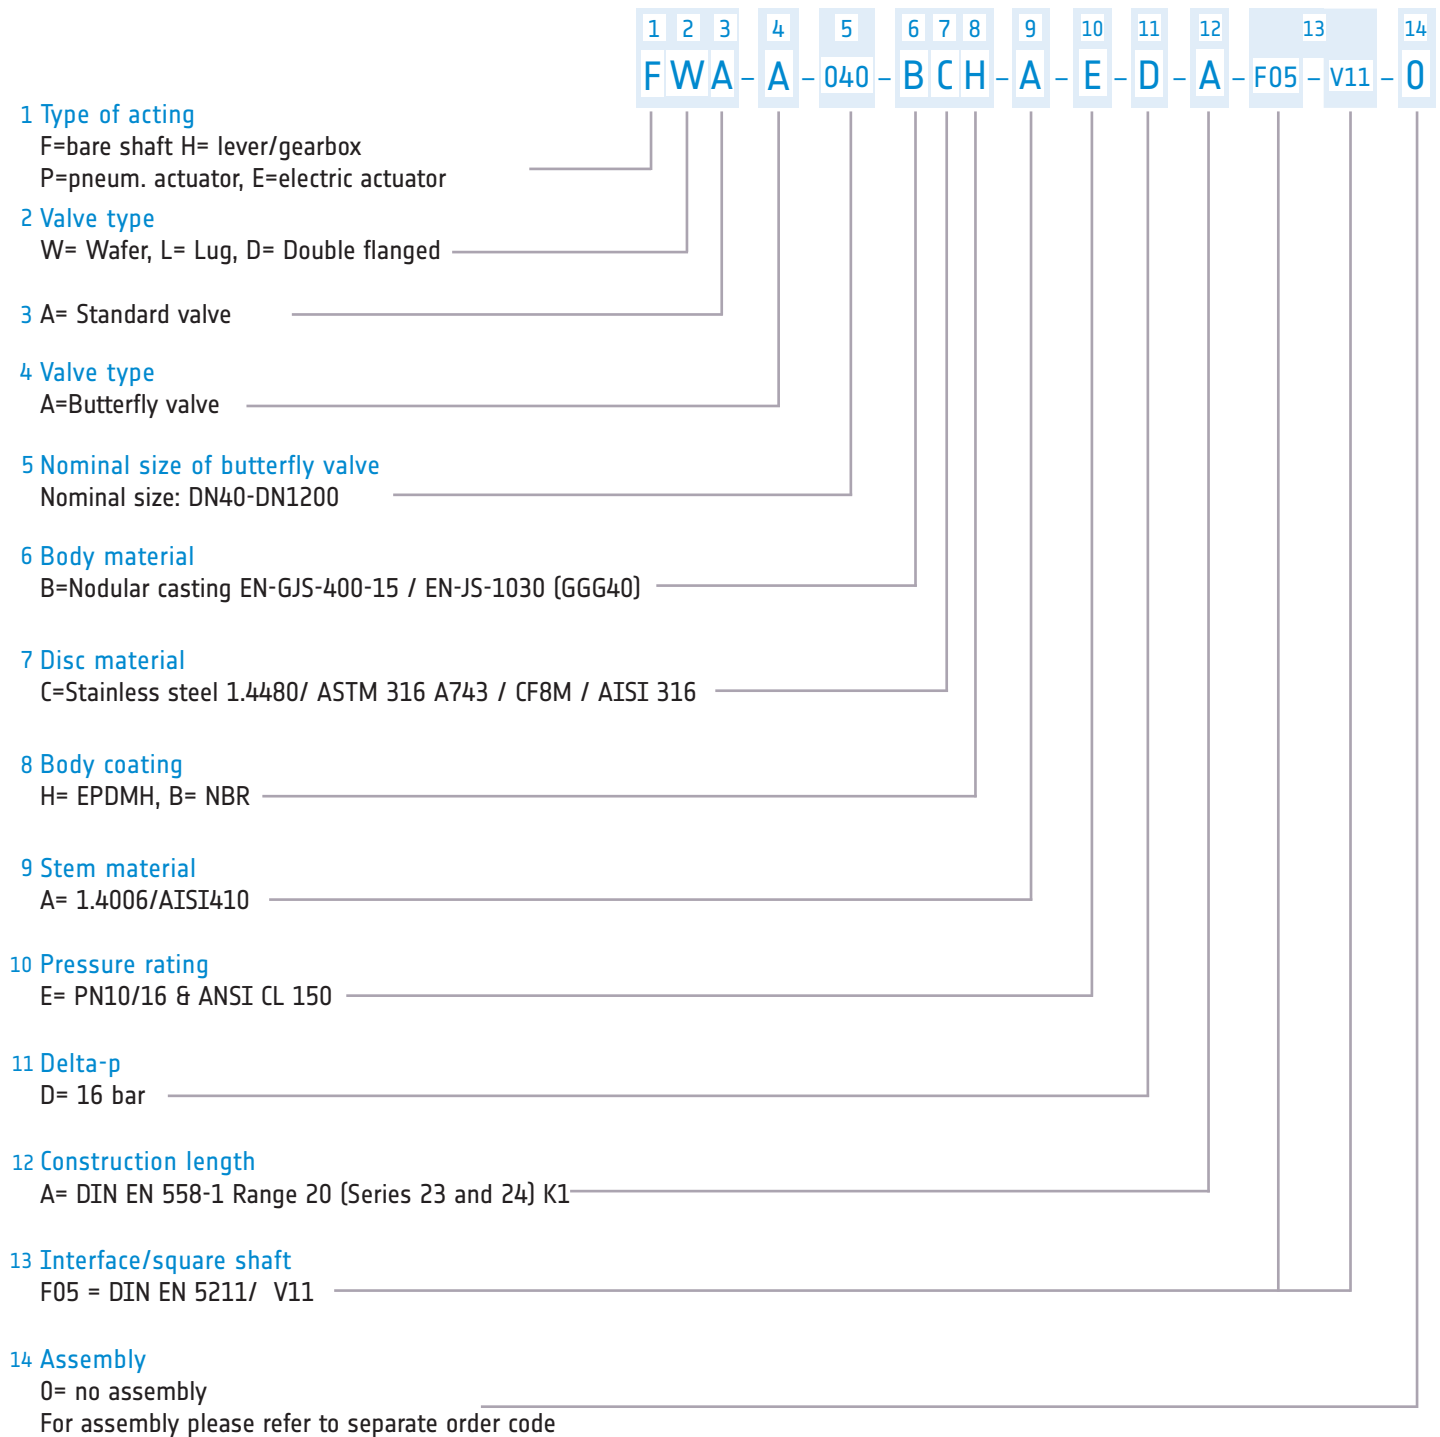 1 2 3 4 5 6 7 8 9 10 11 12 13 14
F W A – A – 040 – B C H – A – E – D – A – F05 – V11 – 0
1 Type of acting
F=bare shaft H= lever/gearbox
P=pneum. actuator, E=electric actuator
2 Valve type
W= Wafer, L= Lug, D= Double flanged
3 A= Standard valve
4 Valve type
A=Butterfly valve
5 Nominal size of butterfly valve
Nominal size: DN40-DN1200
6 Body material
B=Nodular casting EN-GJS-400-15 / EN-JS-1030 (GGG40)
7 Disc material
C=Stainless steel 1.4480/ ASTM 316 A743 / CF8M / AISI 316
8 Body coating
H= EPDMH, B= NBR
9 Stem material
A= 1.4006/AISI410
10 Pressure rating
E= PN10/16 & ANSI CL 150
11 Delta-p
D= 16 bar
12 Construction length
A= DIN EN 558-1 Range 20 (Series 23 and 24) K1
13 Interface/square shaft
F05 = DIN EN 5211/ V11
14 Assembly
0= no assembly
For assembly please refer to separate order code